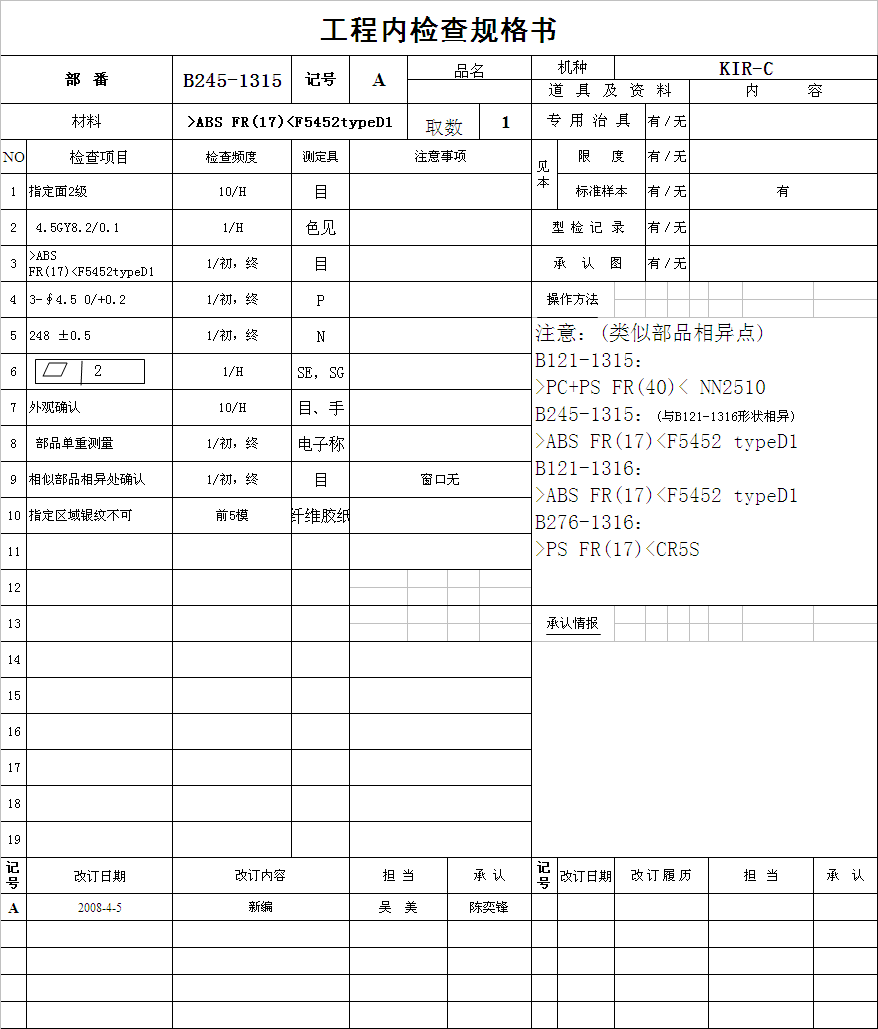 工程内检查规格书
部 番 B245-1315 记号 A 品名 机种 KIR-C
道 具 及 资 料 内 容
材料 >ABS FR(17)<F5452typeD1 取数 1 专 用 治 具 有/无
NO 检查项目 检查频度 测定具 注意事项 见本 限 度 有/无
1 指定面2级 10/H 目 标准样本 有/无 有
2 4.5GY8.2/0.1 1/H 色见 型 检 记 录 有/无
3 >ABS FR(17)<F5452typeD1 1/初, 终 目 承 认 图 有/无
4 3-∮4.5 0/+0.2 1/初, 终 P 操作方法
5 248 ±0.5 1/初, 终 N
6 ▱ 2 1/H SE, SG
7 外观确认 10/H 目、手
8 部品单重测量 1/初, 终 电子称
9 相似部品相异处确认 1/初, 终 目 窗口无
10 指定区域银纹不可 前5模 纤维胶纸
11
12
13
14
15
16
17
18
19
注意: (类似部品相异点)
B121-1315:
>PC+PS FR(40)< NN2510
B245-1315: (与B121-1316形状相异)
>ABS FR(17)<F5452 typeD1
B121-1316:
>ABS FR(17)<F5452 typeD1
B276-1316:
>PS FR(17)<CR5S
承认情报
记号 改订日期 改订内容 担 当 承 认 记号 改订日期 改订履历 担 当 承 认
A 2008-4-5 新编 吴 美 陈奕锋